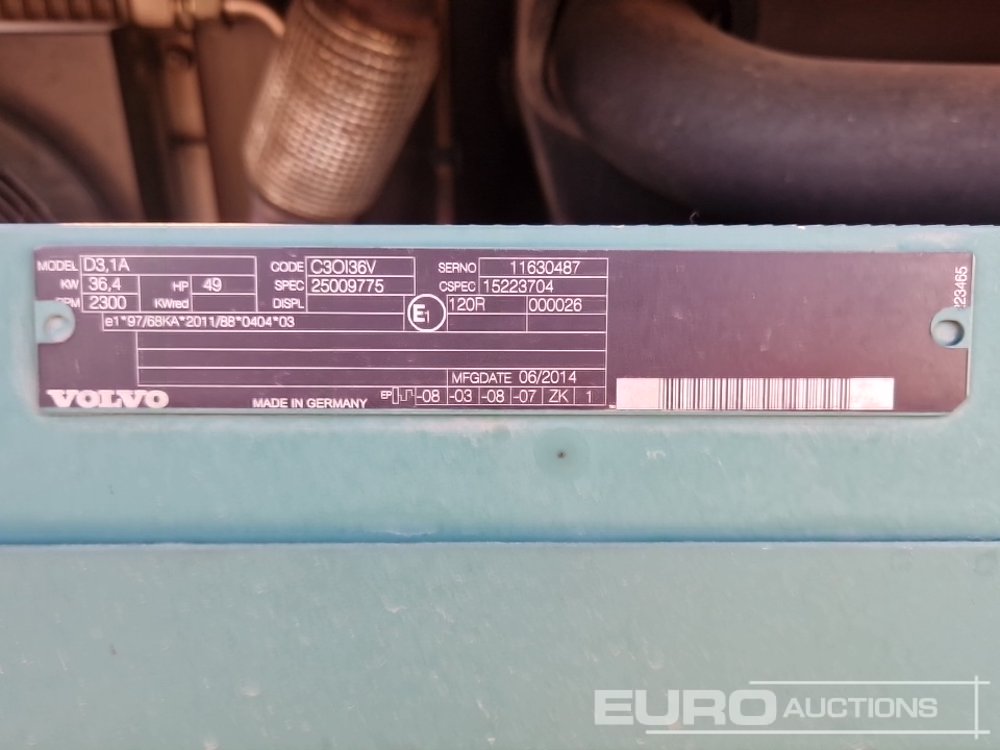 MODEL D3,1A CODE C3OI36V SERNO 11630487
KW 36,4 HP 49 SPEC 25009775 CSPEC 15223704
2300 KWred DISPL E1 120R 000026
e1*97/68KA*2011/88*0404*03
MFGDATE 06/2014
VOLVO MADE IN GERMANY EP -08 -03 -08 -07 ZK 1
223465
EURO AUCTIONS